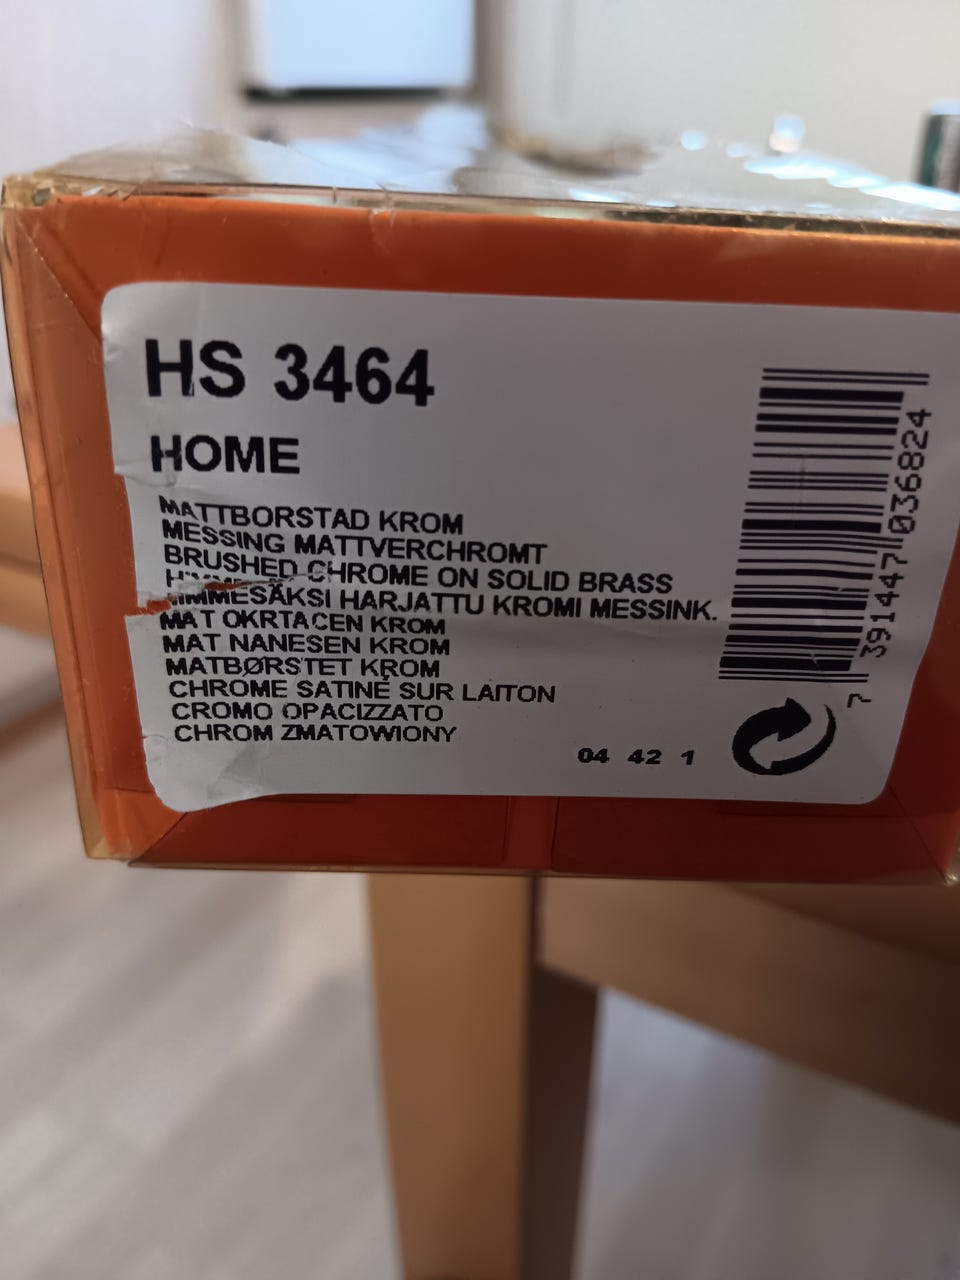 HS 3464
HOME
MATTBORSTAD KROM
MESSING MATTVERCHROMT
BRUSHED CHROME ON SOLID BRASS
HIMMESÄKSI HARJATTU KROMI MESSINK.
MAT OKRTACEN KROM
MAT NANESEN KROM
MATBØRSTET KROM
CHROME SATINÉ SUR LAITON
CROMO OPACIZZATO
CHROM ZMATOWIONY
04 42 1
7 391447 036824